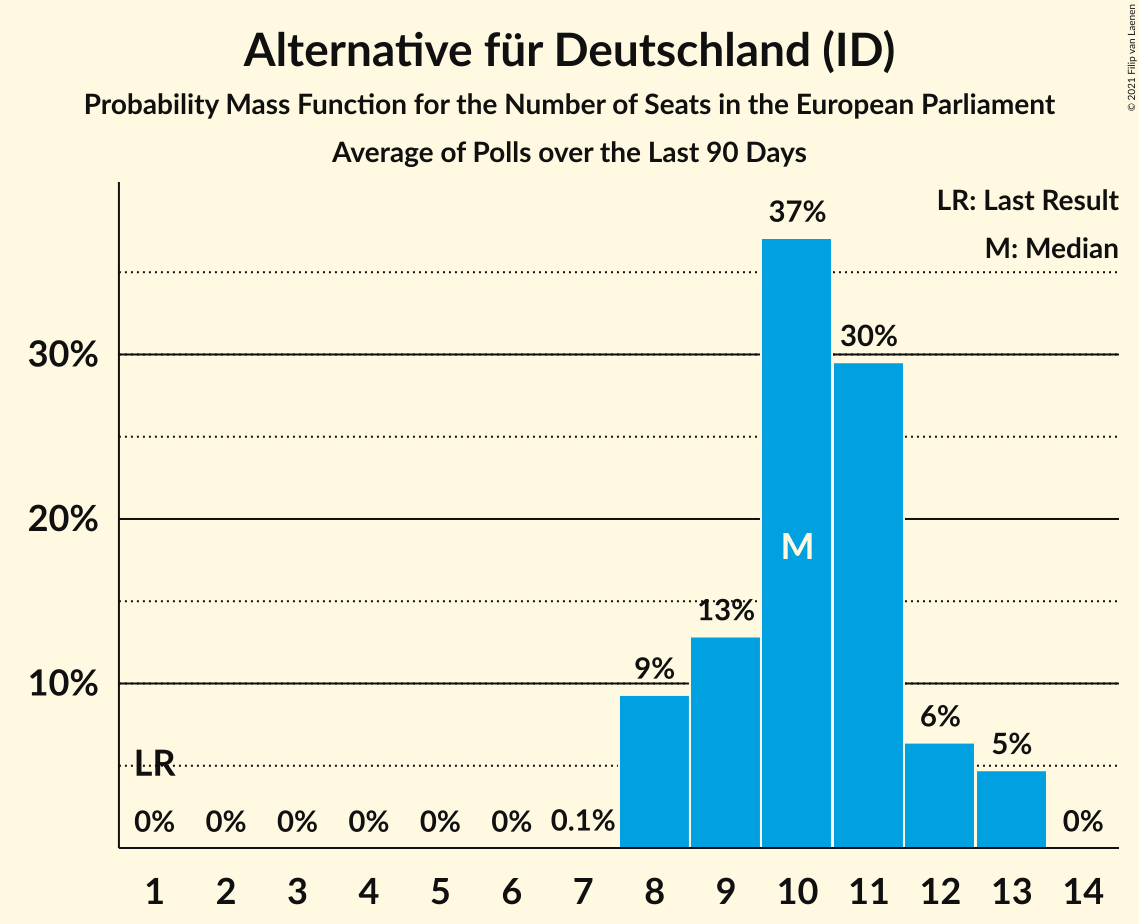 Alternative für Deutschland (ID)
Probability Mass Function for the Number of Seats in the European Parliament
Average of Polls over the Last 90 Days
© 2021 Filip van Laenen
LR: Last Result
M: Median
37%
30%
30%
20%
M
13%
9%
10%
6%
5%
LR
0% 0% 0% 0% 0% 0% 0.1% 0%
1 2 3 4 5 6 7 8 9 10 11 12 13 14